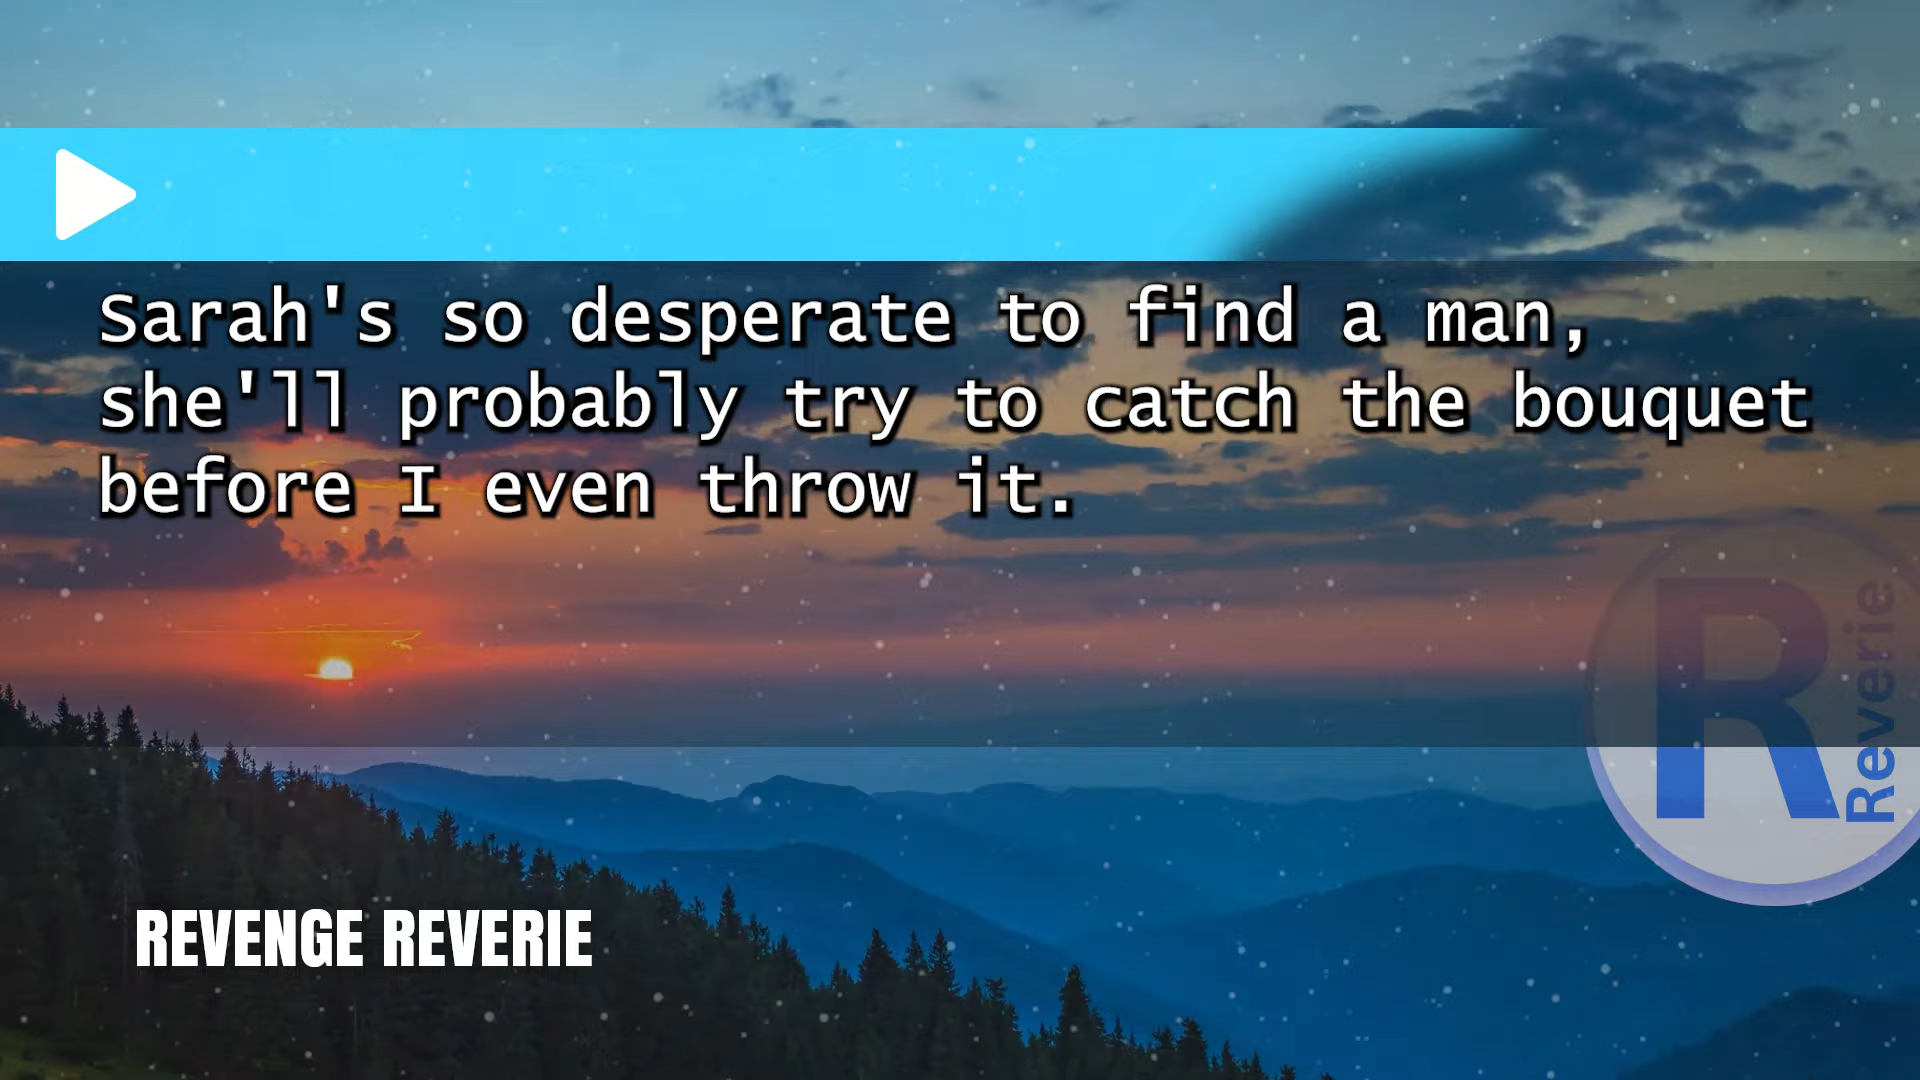 Sarah's so desperate to find a man,
she'll probably try to catch the bouquet
before I even throw it.
R
Reverie
REVENGE REVERIE